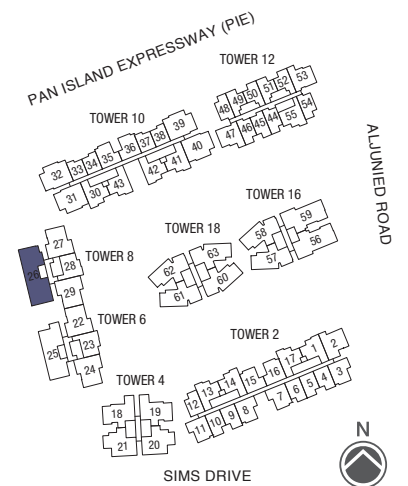 PAN ISLAND EXPRESSWAY (PIE)
TOWER 12
48 49 50 51 52 53
47 46 45 44 55 54
TOWER 10
32 33 34 35 36 37 38 39
31 30 43 42 41 40
ALJUNIED ROAD
TOWER 16
58 59
57 56
TOWER 18
62 63
61 60
TOWER 8
27
26 28
29
TOWER 6
22
25 23
24
TOWER 2
12 13 14 15 16 17 1 2
11 10 9 8 7 6 5 4 3
TOWER 4
18 19
21 20
SIMS DRIVE
N